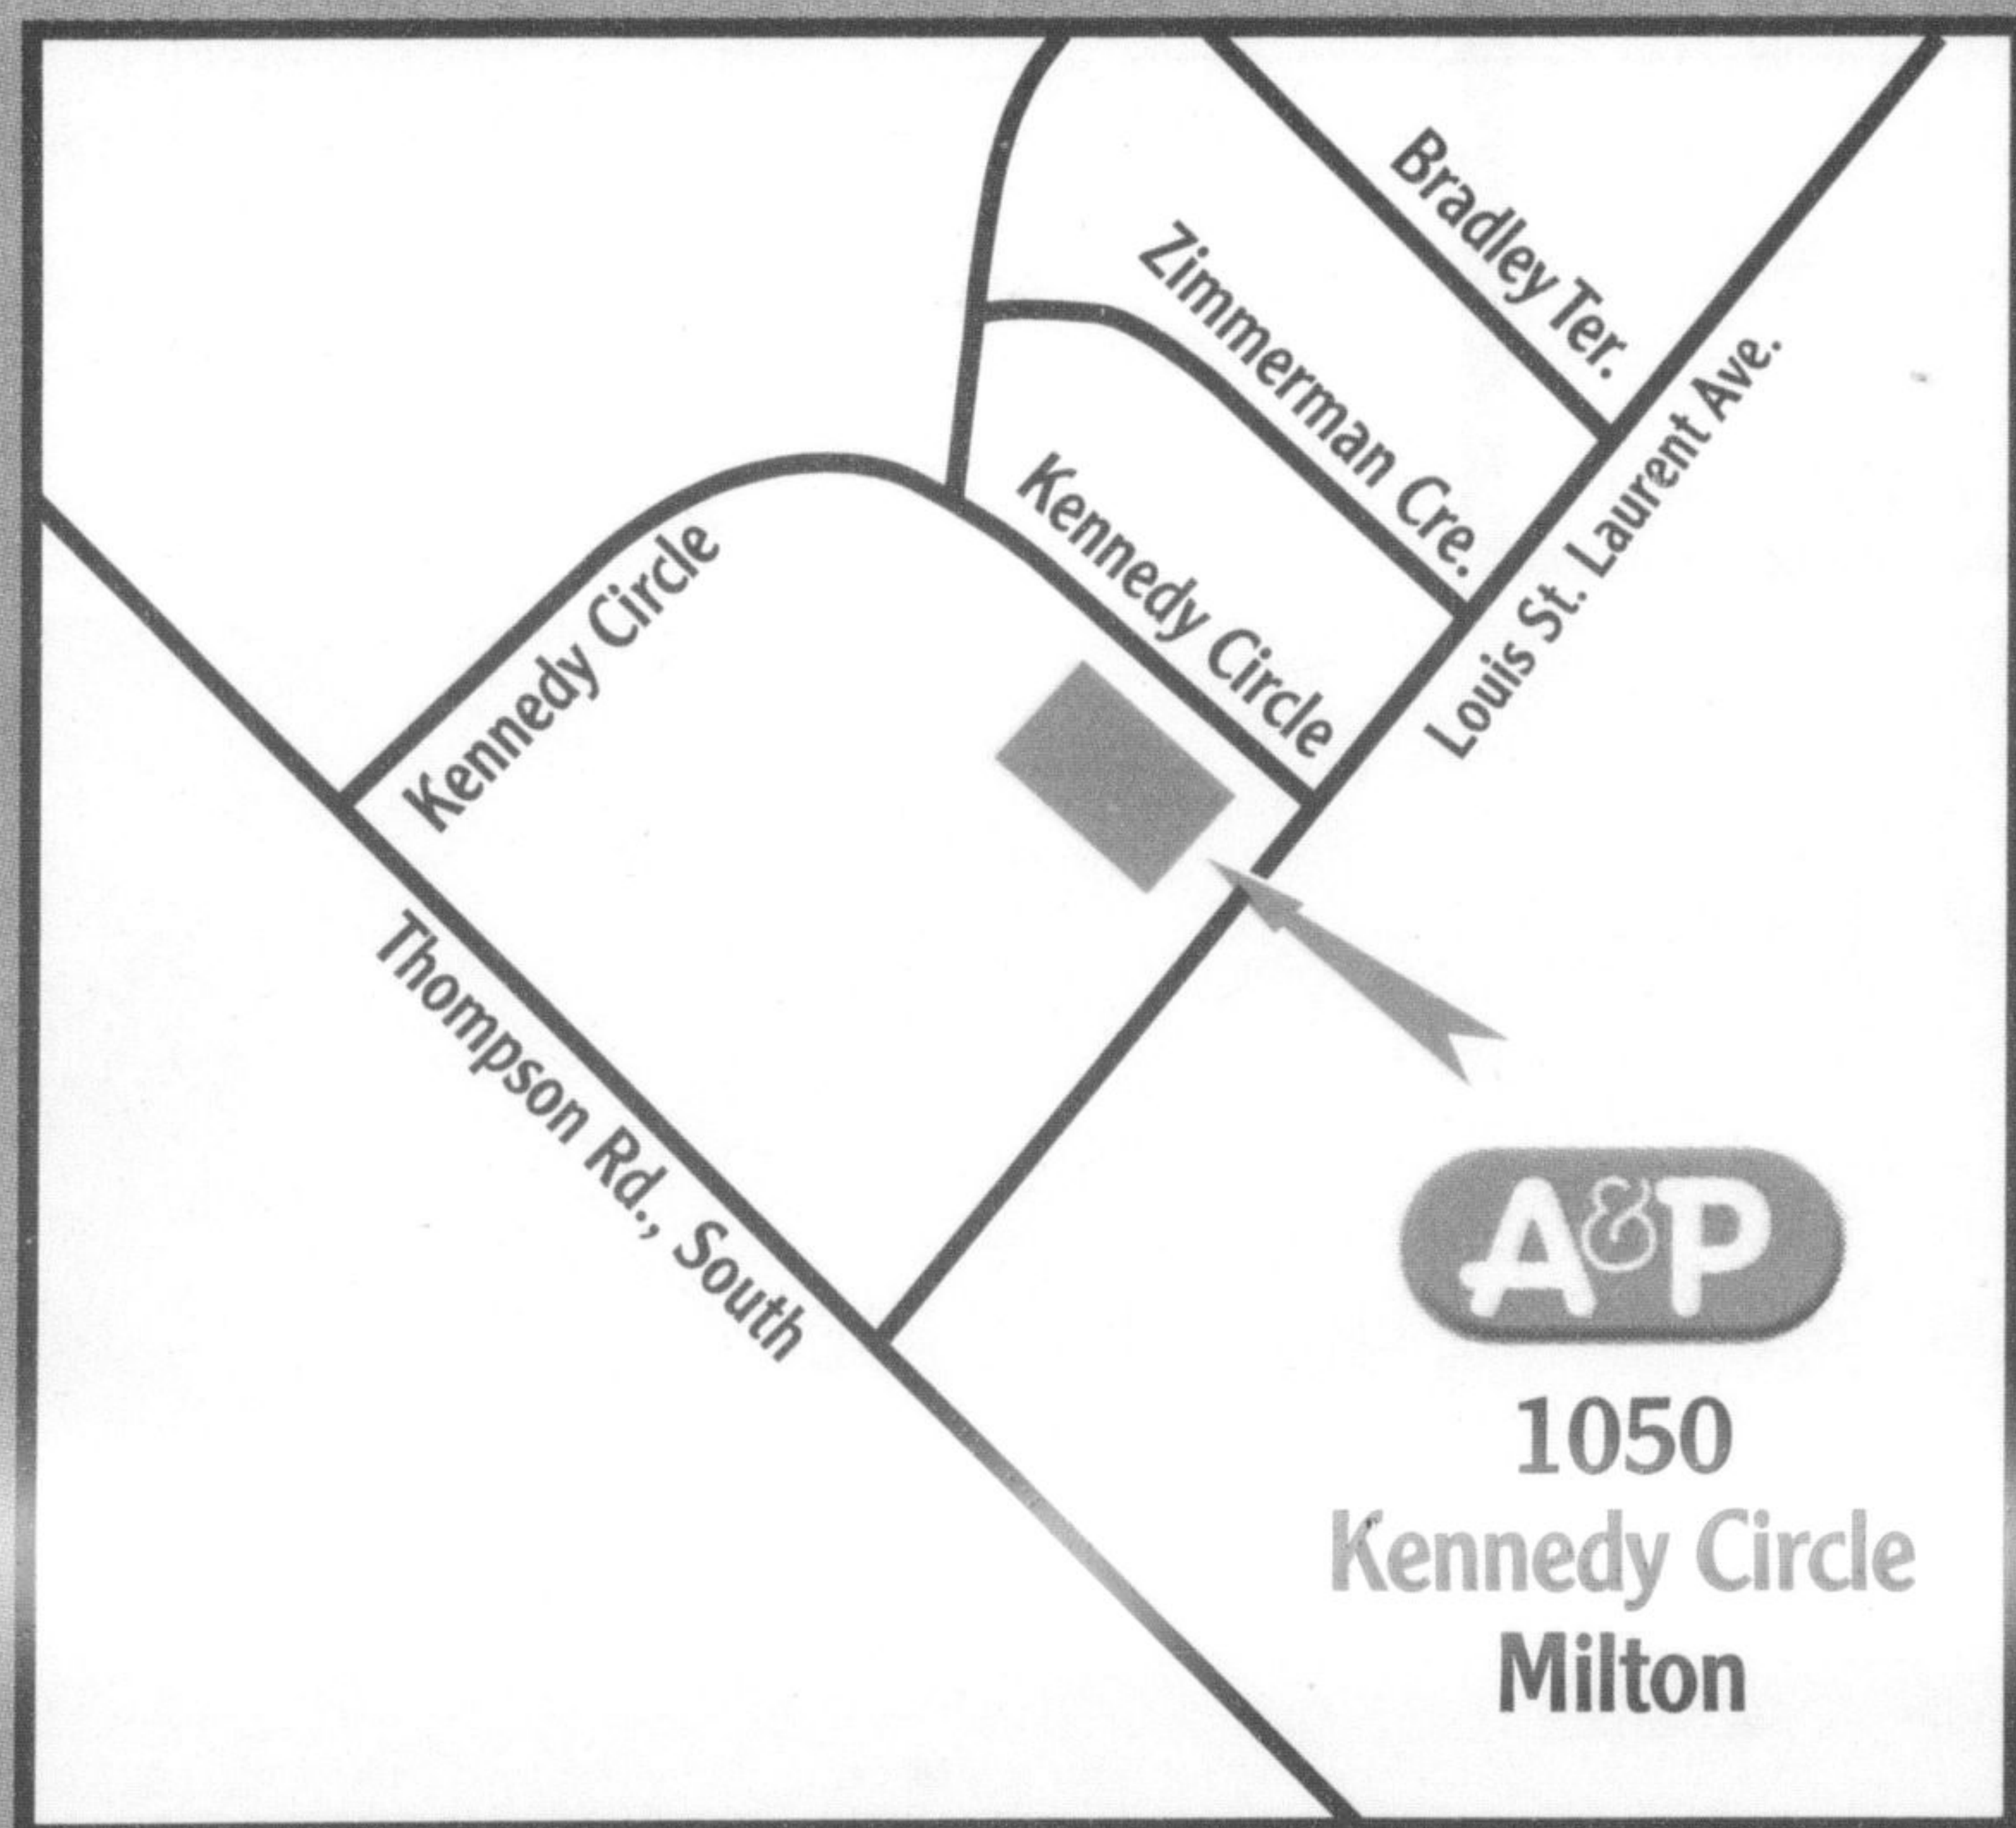 Bradley Ter.
Zimmerman Cre.
Louis St. Laurent Ave.
Kennedy Circle
Kennedy Circle
Thompson Rd., South
A&P
1050
Kennedy Circle
Milton